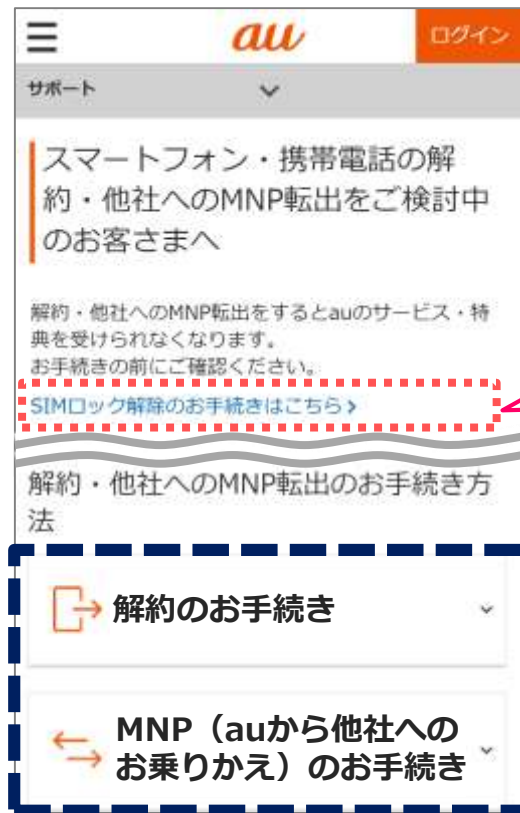 au
ログイン
サポート
スマートフォン・携帯電話の解
約・他社へのMNP転出をご検討中
のお客さまへ
解約・他社へのMNP転出をするとauのサービス・特
典を受けられなくなります。
お手続きの前にご確認ください。
SIMロック解除のお手続きはこちら>
解約・他社へのMNP転出のお手続き方
法
解約のお手続き
MNP（auから他社への
お乗りかえ）のお手続き